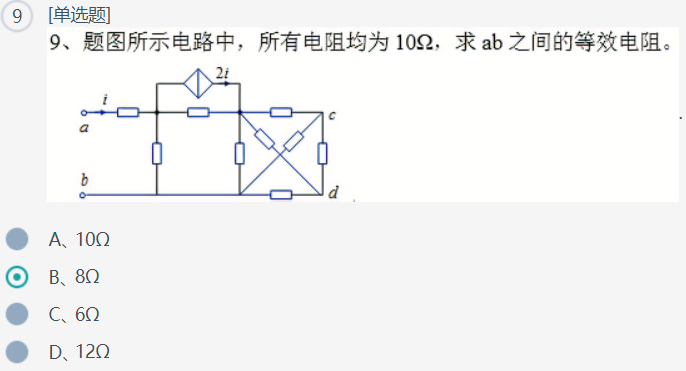 9 [单选题]
9、题图所示电路中，所有电阻均为 10Ω，求 ab 之间的等效电阻。
2i
i
a
c
b
d
A、10Ω
B、8Ω
C、6Ω
D、12Ω